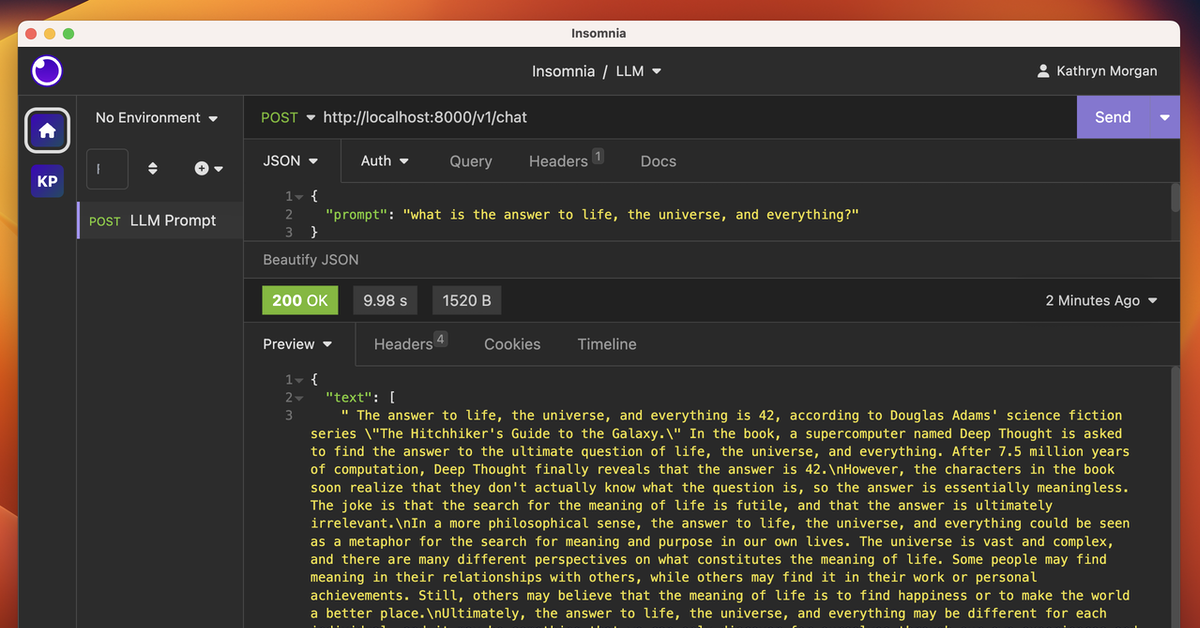 Insomnia
Insomnia / LLM
Kathryn Morgan
No Environment
POST http://localhost:8000/v1/chat
Send
KP
JSON
Auth
Query
Headers 1
Docs
POST LLM Prompt
1 {
2 "prompt": "what is the answer to life, the universe, and everything?"
3 }
Beautify JSON
200 OK
9.98 s
1520 B
2 Minutes Ago
Preview
Headers 4
Cookies
Timeline
1 {
2 "text": [
3 " The answer to life, the universe, and everything is 42, according to Douglas Adams' science fiction
series \"The Hitchhiker's Guide to the Galaxy.\" In the book, a supercomputer named Deep Thought is asked
to find the answer to the ultimate question of life, the universe, and everything. After 7.5 million years
of computation, Deep Thought finally reveals that the answer is 42.\nHowever, the characters in the book
soon realize that they don't actually know what the question is, so the answer is essentially meaningless.
The joke is that the search for the meaning of life is futile, and that the answer is ultimately
irrelevant.\nIn a more philosophical sense, the answer to life, the universe, and everything could be seen
as a metaphor for the search for meaning and purpose in our own lives. The universe is vast and complex,
and there are many different perspectives on what constitutes the meaning of life. Some people may find
meaning in their relationships with others, while others may find it in their work or personal
achievements. Still, others may believe that the meaning of life is to find happiness or to make the world
a better place.\nUltimately, the answer to life, the universe, and everything may be different for each